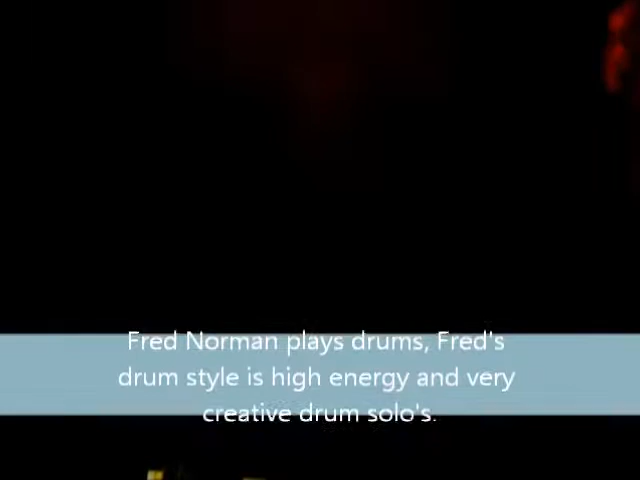 Fred Norman plays drums, Fred's
drum style is high energy and very
creative drum solo's.